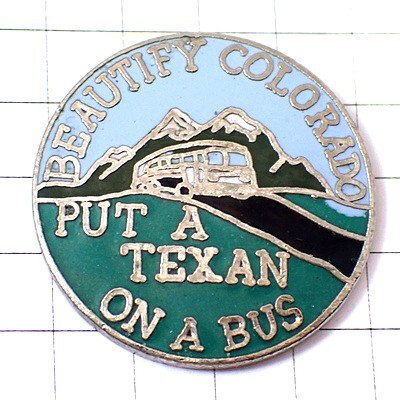 BEAUTIFY COLORADO
PUT A
TEXAN
ON A BUS